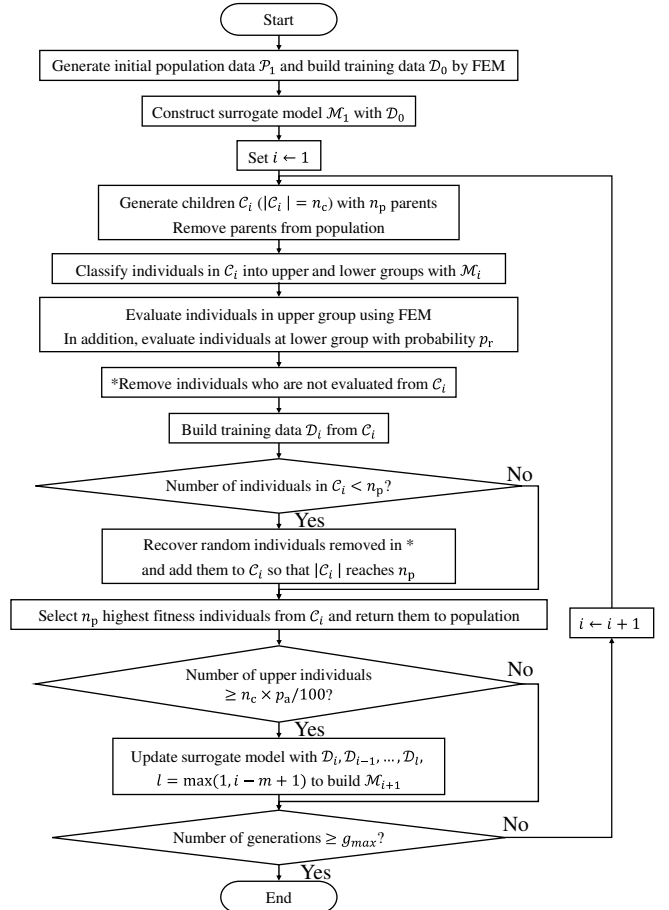 Start
Generate initial population data 𝒫₁ and build training data 𝒟₀ by FEM
Construct surrogate model ℳ₁ with 𝒟₀
Set i ← 1
Generate children 𝒞ᵢ (|𝒞ᵢ | = n_c) with n_p parents
Remove parents from population
Classify individuals in 𝒞ᵢ into upper and lower groups with ℳᵢ
Evaluate individuals in upper group using FEM
In addition, evaluate individuals at lower group with probability p_r
*Remove individuals who are not evaluated from 𝒞ᵢ
Build training data 𝒟ᵢ from 𝒞ᵢ
Number of individuals in 𝒞ᵢ < n_p?
No
Yes
Recover random individuals removed in *
and add them to 𝒞ᵢ so that |𝒞ᵢ| reaches n_p
Select n_p highest fitness individuals from 𝒞ᵢ and return them to population
i ← i + 1
Number of upper individuals
≥ n_c × p_a/100?
No
Yes
Update surrogate model with 𝒟ᵢ, 𝒟ᵢ₋₁, … , 𝒟_l,
l = max(1, i − m + 1) to build ℳᵢ₊₁
Number of generations ≥ g_max?
No
Yes
End